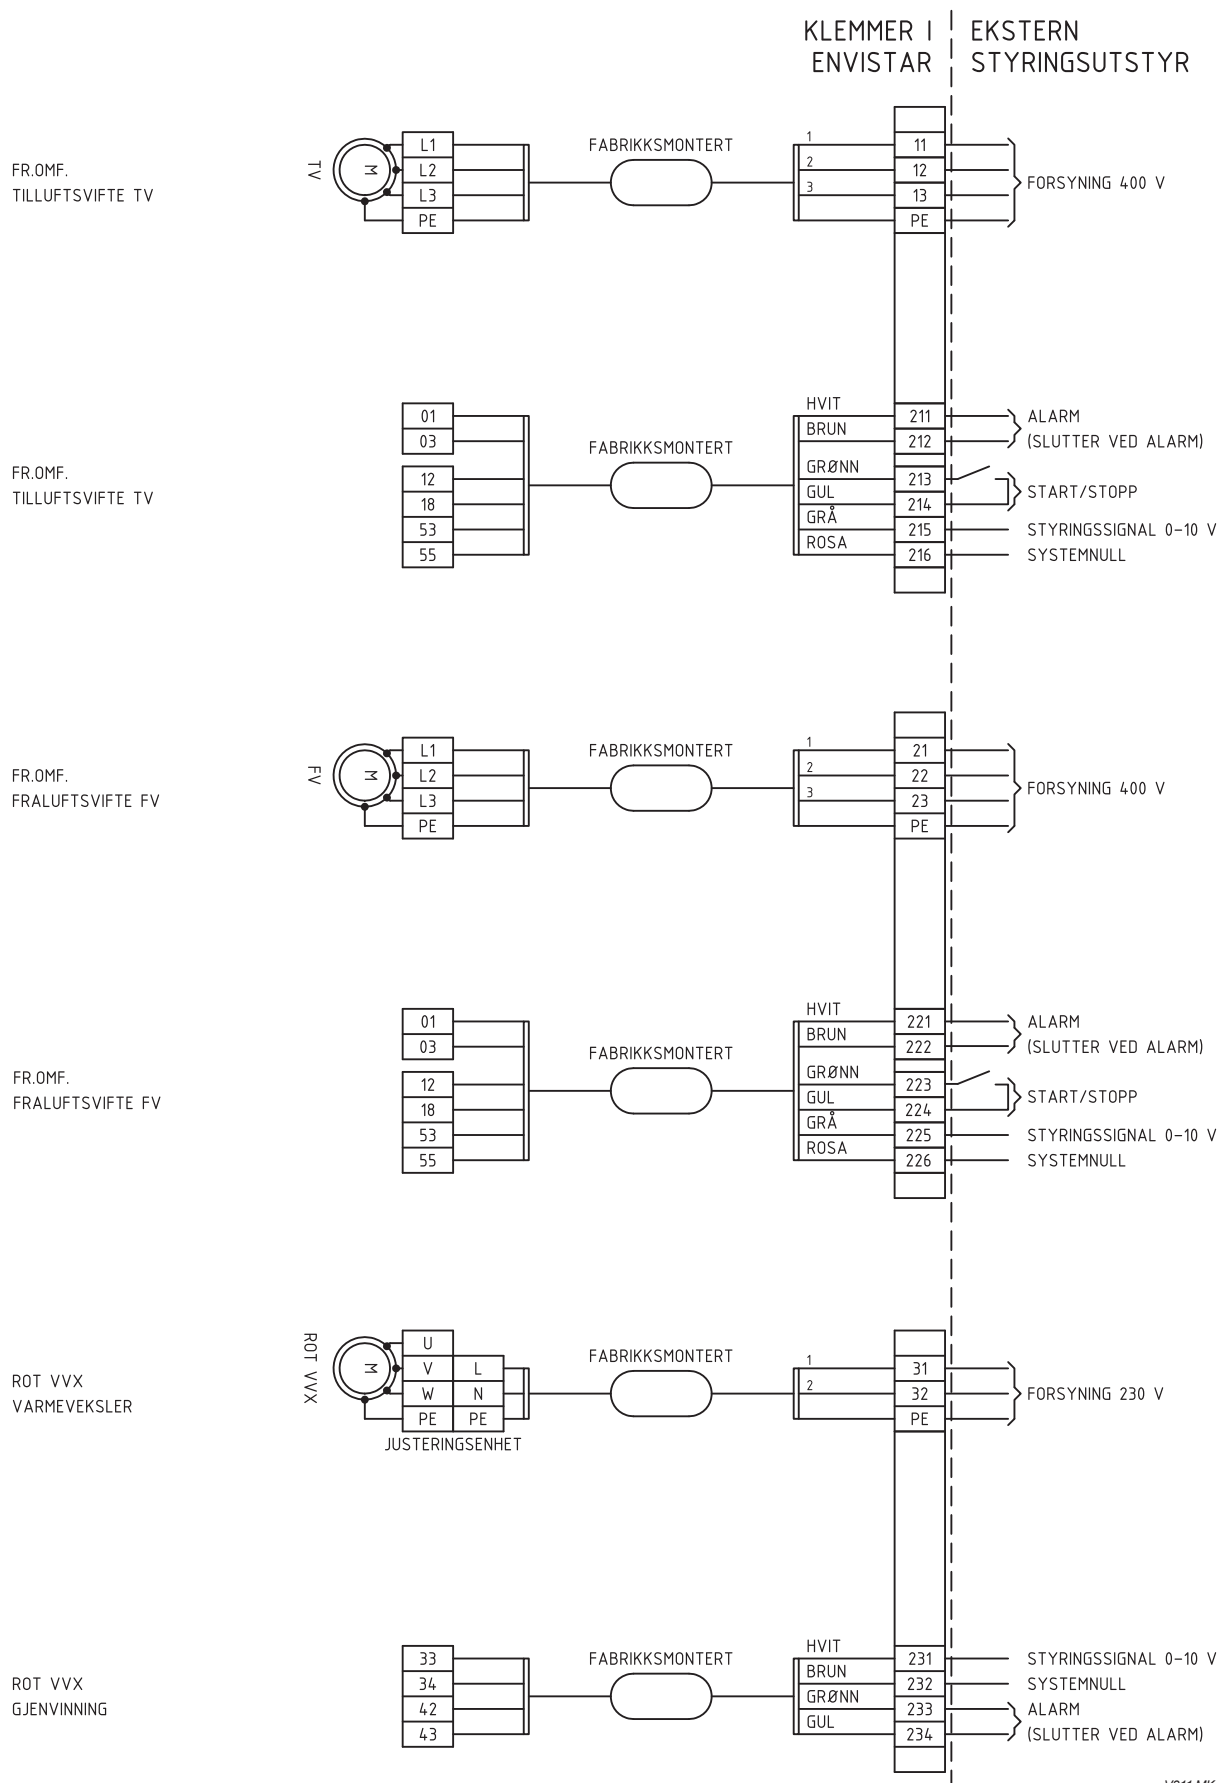 KLEMMER I
ENVISTAR
EKSTERN
STYRINGSUTSTYR
FR.OMF.
TILLUFTSVIFTE TV
TV
M
L1
L2
L3
PE
FABRIKKSMONTERT
1
2
3
11
12
13
PE
FORSYNING 400 V
FR.OMF.
TILLUFTSVIFTE TV
01
03
12
18
53
55
FABRIKKSMONTERT
HVIT
BRUN
GRØNN
GUL
GRÅ
ROSA
211
212
213
214
215
216
ALARM
(SLUTTER VED ALARM)
START/STOPP
STYRINGSSIGNAL 0-10 V
SYSTEMNULL
FR.OMF.
FRALUFTSVIFTE FV
FV
M
L1
L2
L3
PE
FABRIKKSMONTERT
1
2
3
21
22
23
PE
FORSYNING 400 V
FR.OMF.
FRALUFTSVIFTE FV
01
03
12
18
53
55
FABRIKKSMONTERT
HVIT
BRUN
GRØNN
GUL
GRÅ
ROSA
221
222
223
224
225
226
ALARM
(SLUTTER VED ALARM)
START/STOPP
STYRINGSSIGNAL 0-10 V
SYSTEMNULL
ROT VVX
VARMEVEKSLER
ROT VVX
M
U
V L
W N
PE PE
JUSTERINGSENHET
FABRIKKSMONTERT
1
2
31
32
PE
FORSYNING 230 V
ROT VVX
GJENVINNING
33
34
42
43
FABRIKKSMONTERT
HVIT
BRUN
GRØNN
GUL
231
232
233
234
STYRINGSSIGNAL 0-10 V
SYSTEMNULL
ALARM
(SLUTTER VED ALARM)